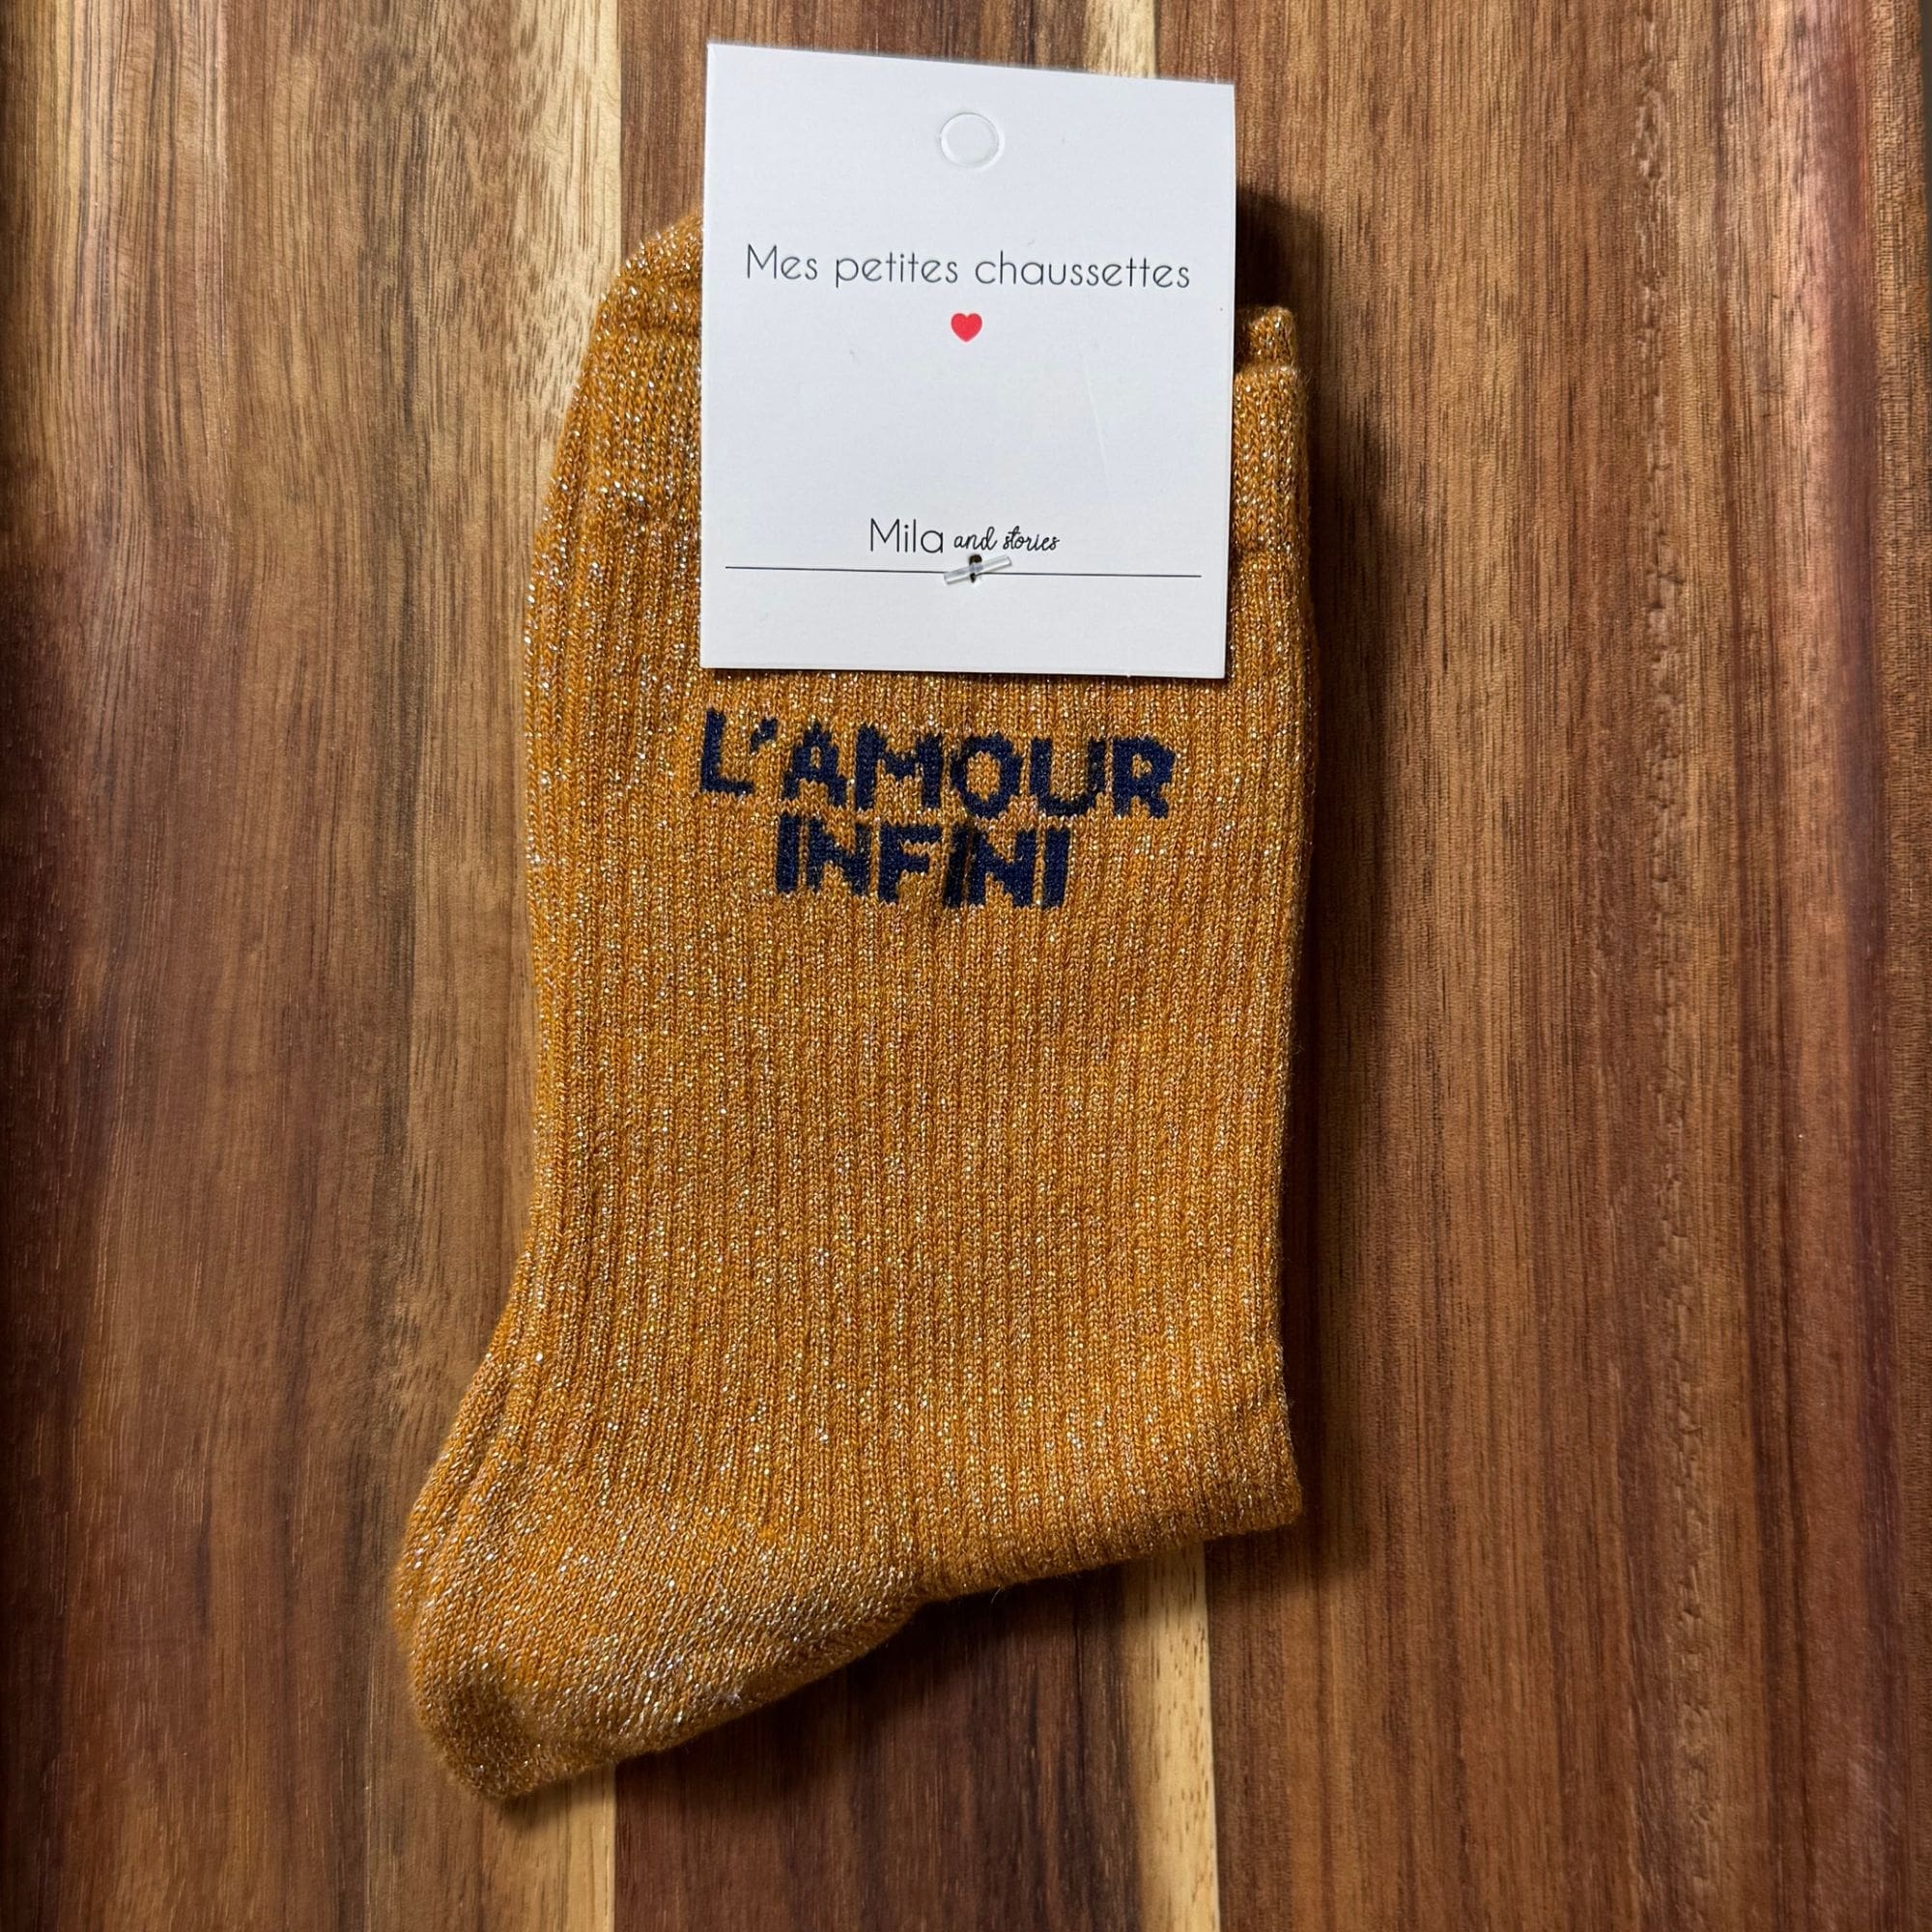 Mes petites chaussettes
Mila and stories
L'AMOUR
INFINI